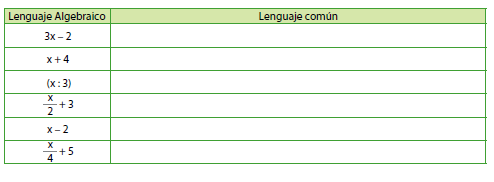 Lenguaje Algebraico Lenguaje común
3x – 2
x + 4
(x : 3)
x/2 + 3
x – 2
x/4 + 5